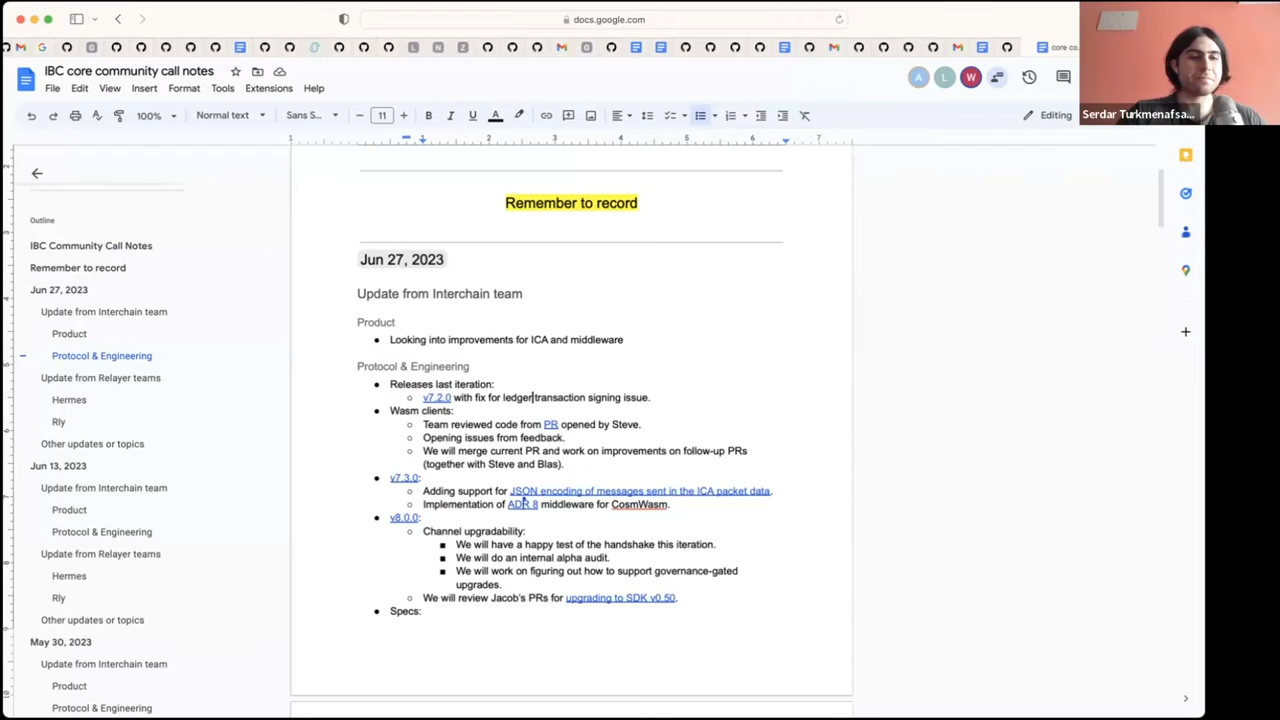 docs.google.com
L
N
Z
core co...
IBC core community call notes
File Edit View Insert Format Tools Extensions Help
A L W
100% Normal text Sans S... 11 B I U A Editing
1 1 2 3 4 5 6 7
Outline
IBC Community Call Notes
Remember to record
Jun 27, 2023
Update from Interchain team
Product
Protocol & Engineering
Update from Relayer teams
Hermes
Rly
Other updates or topics
Jun 13, 2023
Update from Interchain team
Product
Protocol & Engineering
Update from Relayer teams
Hermes
Rly
Other updates or topics
May 30, 2023
Update from Interchain team
Product
Protocol & Engineering
Remember to record
Jun 27, 2023
Update from Interchain team
Product
Looking into improvements for ICA and middleware
Protocol & Engineering
Releases last iteration:
v7.2.0 with fix for ledger transaction signing issue.
Wasm clients:
Team reviewed code from PR opened by Steve.
Opening issues from feedback.
We will merge current PR and work on improvements on follow-up PRs
(together with Steve and Blas).
v7.3.0:
Adding support for JSON encoding of messages sent in the ICA packet data.
Implementation of ADR 8 middleware for CosmWasm.
v8.0.0:
Channel upgradability:
We will have a happy test of the handshake this iteration.
We will do an internal alpha audit.
We will work on figuring out how to support governance-gated
upgrades.
We will review Jacob's PRs for upgrading to SDK v0.50.
Specs:
Serdar Turkmenafsa...